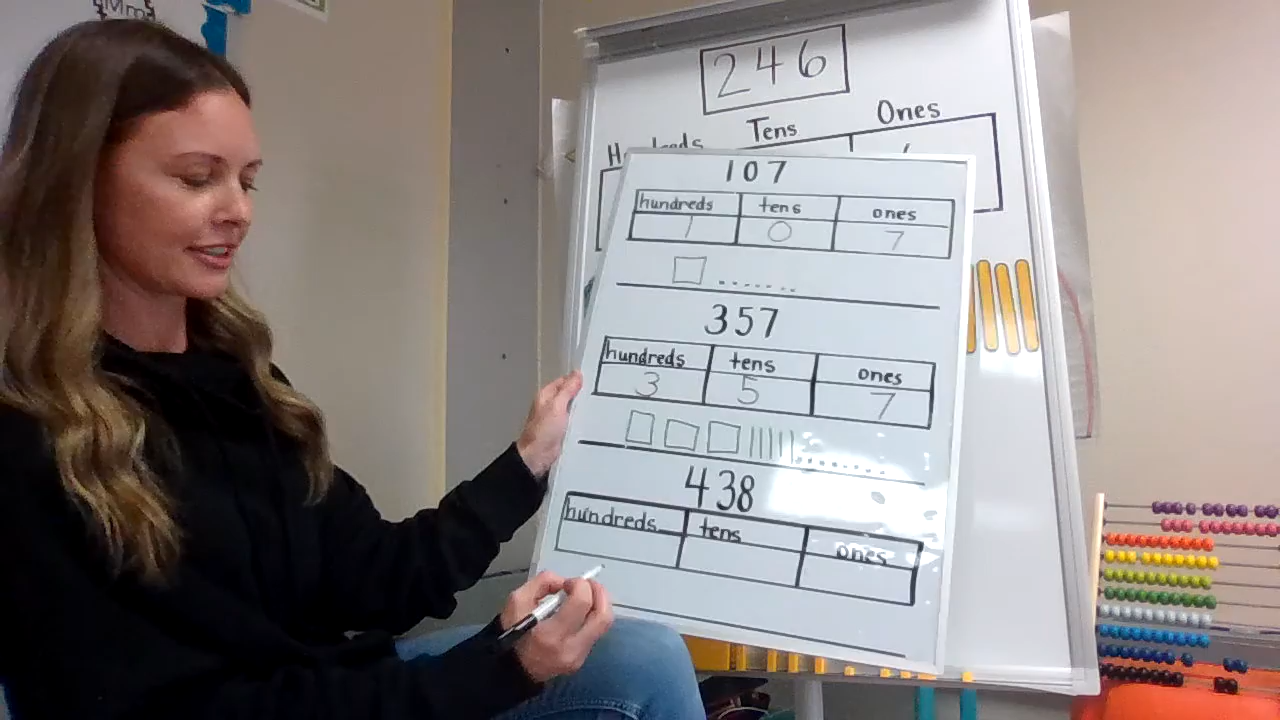 Mm
246
Tens Ones
107
hundreds tens ones
1 0 7
357
hundreds tens ones
3 5 7
438
hundreds tens ones